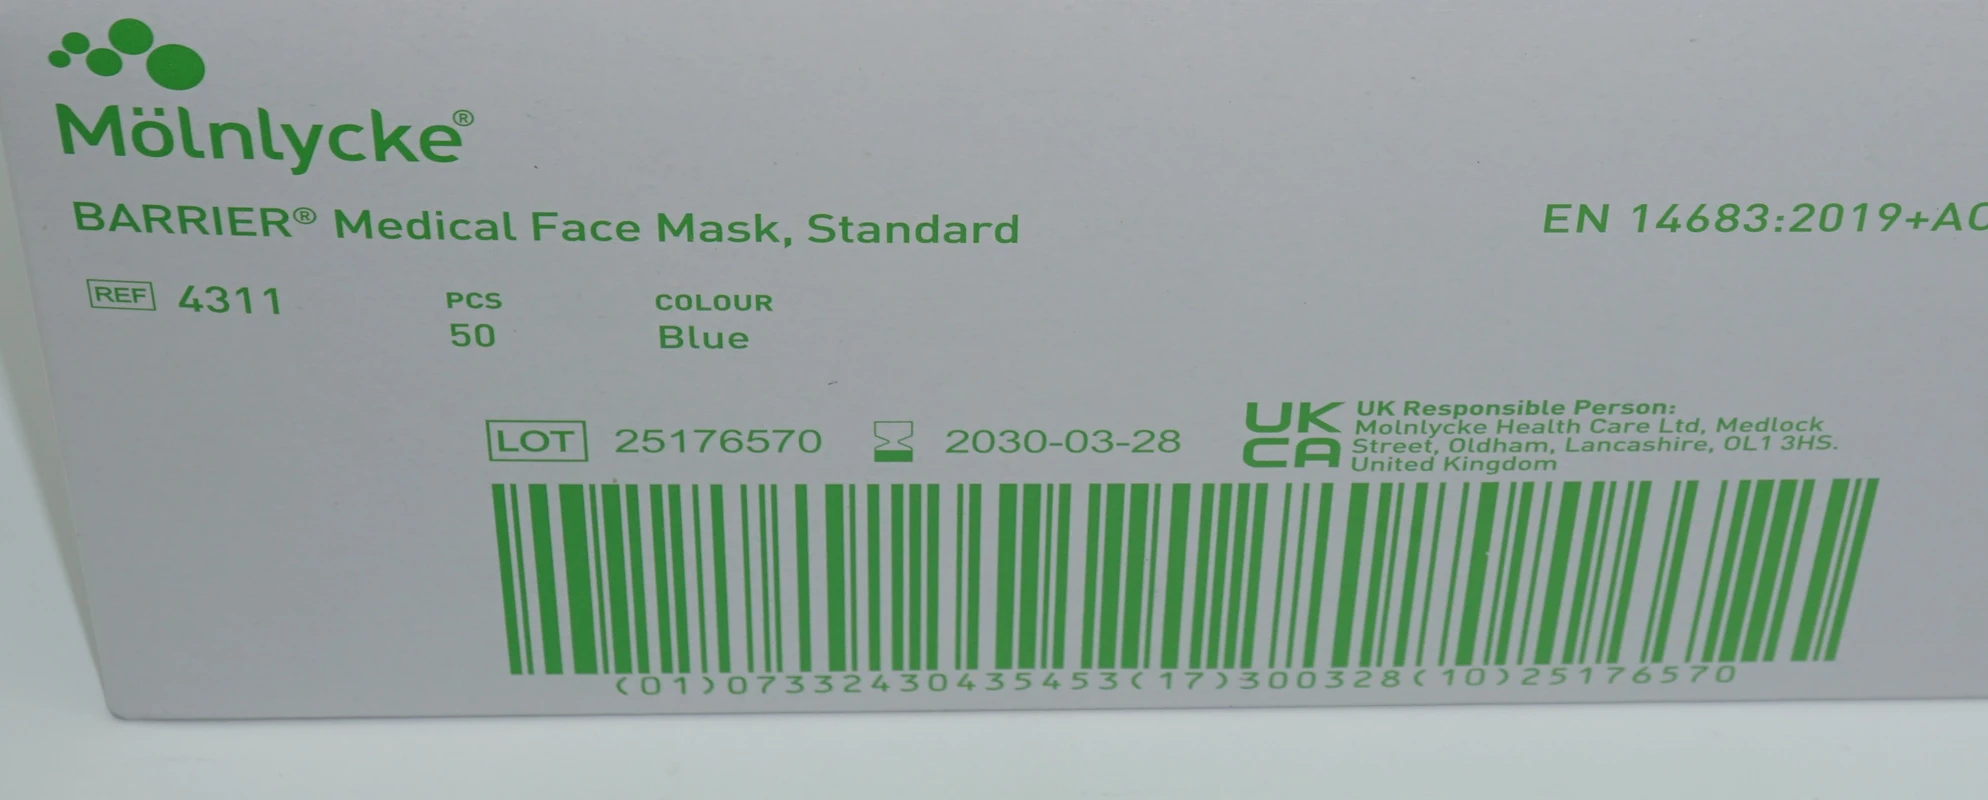 Mölnlycke®
BARRIER® Medical Face Mask, Standard
EN 14683:2019+AC
REF 4311
PCS
50
COLOUR
Blue
LOT 25176570 2030-03-28
UK
CA
UK Responsible Person:
Molnlycke Health Care Ltd, Medlock
Street, Oldham, Lancashire, OL1 3HS.
United Kingdom
(01)07332430435453(17)300328(10)25176570